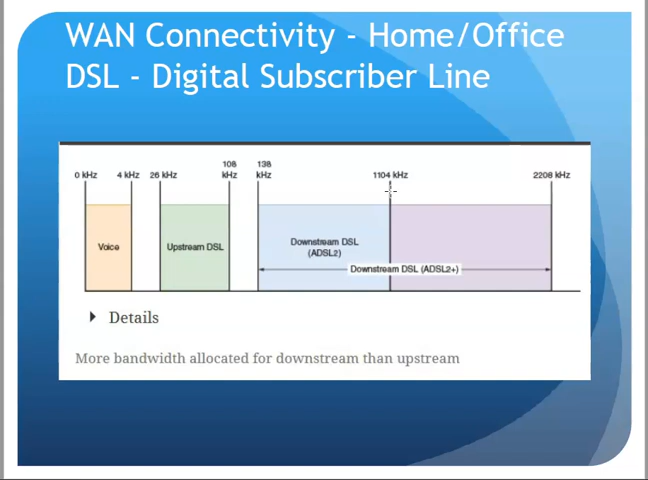 WAN Connectivity - Home/Office
DSL - Digital Subscriber Line
108 138
0 kHz 4 kHz 26 kHz kHz kHz 1104 kHz 2208 kHz
Voice Upstream DSL Downstream DSL
(ADSL2)
Downstream DSL (ADSL2+)
Details
More bandwidth allocated for downstream than upstream